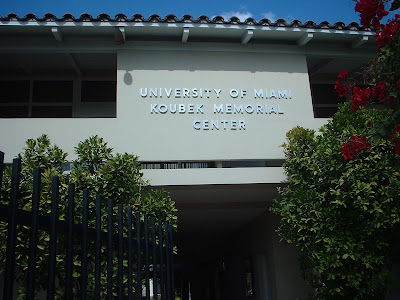 UNIVERSITY OF MIAMI
KOUBEK MEMORIAL
CENTER